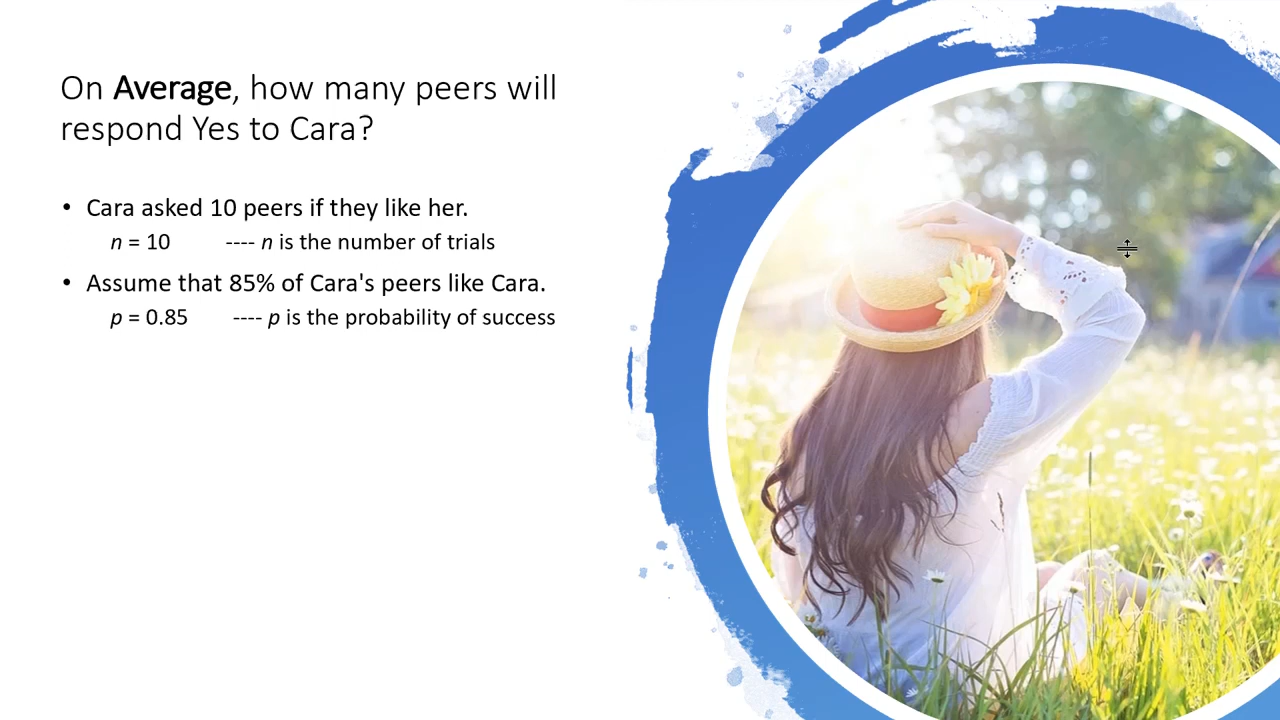 On Average, how many peers will
respond Yes to Cara?
• Cara asked 10 peers if they like her.
n = 10 ---- n is the number of trials
• Assume that 85% of Cara's peers like Cara.
p = 0.85 ---- p is the probability of success